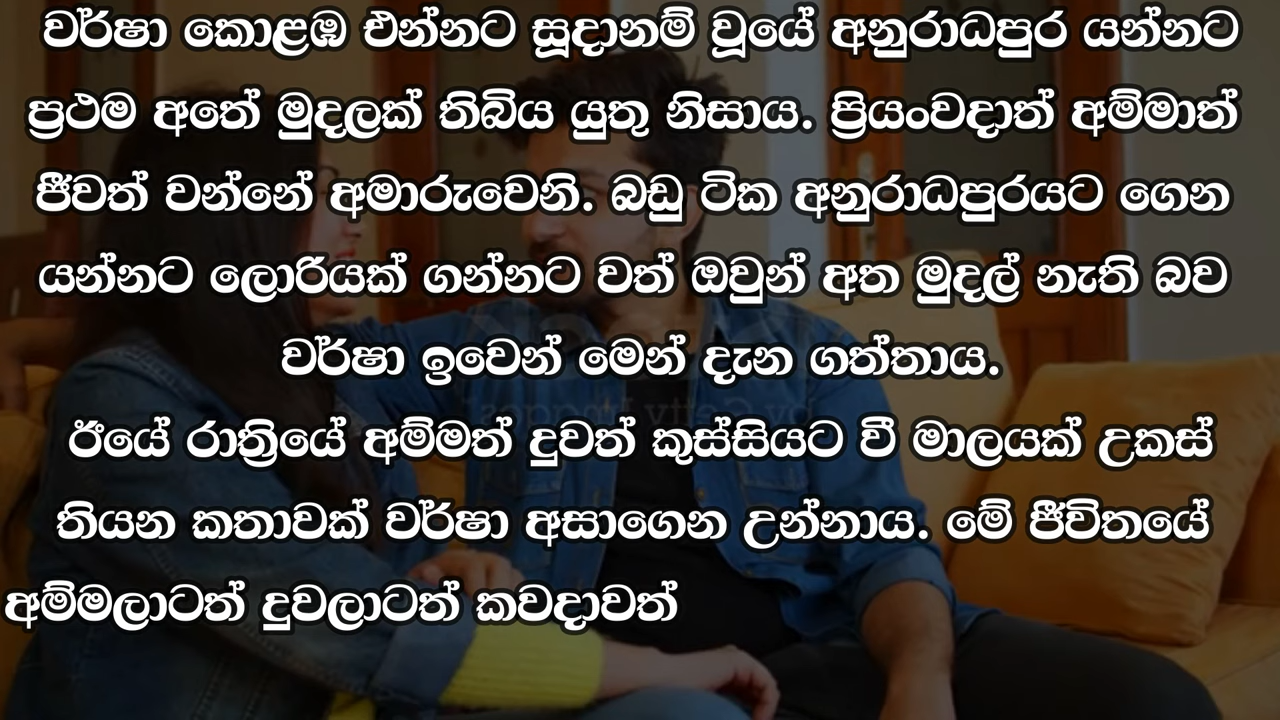 වර්ෂා කොළඹ එන්නට සූදානම් වූයේ අනුරාධපුර යන්නට
ප්‍රථම අතේ මුදලක් තිබිය යුතු නිසාය. ප්‍රියංවදාත් අම්මාත්
ජීවත් වන්නේ අමාරුවෙනි. බඩු ටික අනුරාධපුරයට ගෙන
යන්නට ලොරියක් ගන්නට වත් ඔවුන් අත මුදල් නැති බව
වර්ෂා ඉවෙන් මෙන් දැන ගත්තාය.
ඊයේ රාත්‍රියේ අම්මත් දුවත් කුස්සියට වී මාලයක් උකස්
තියන කතාවක් වර්ෂා අසාගෙන උන්නාය. මේ ජීවිතයේ
අම්මලාටත් දුවලාටත් කවදාවත්